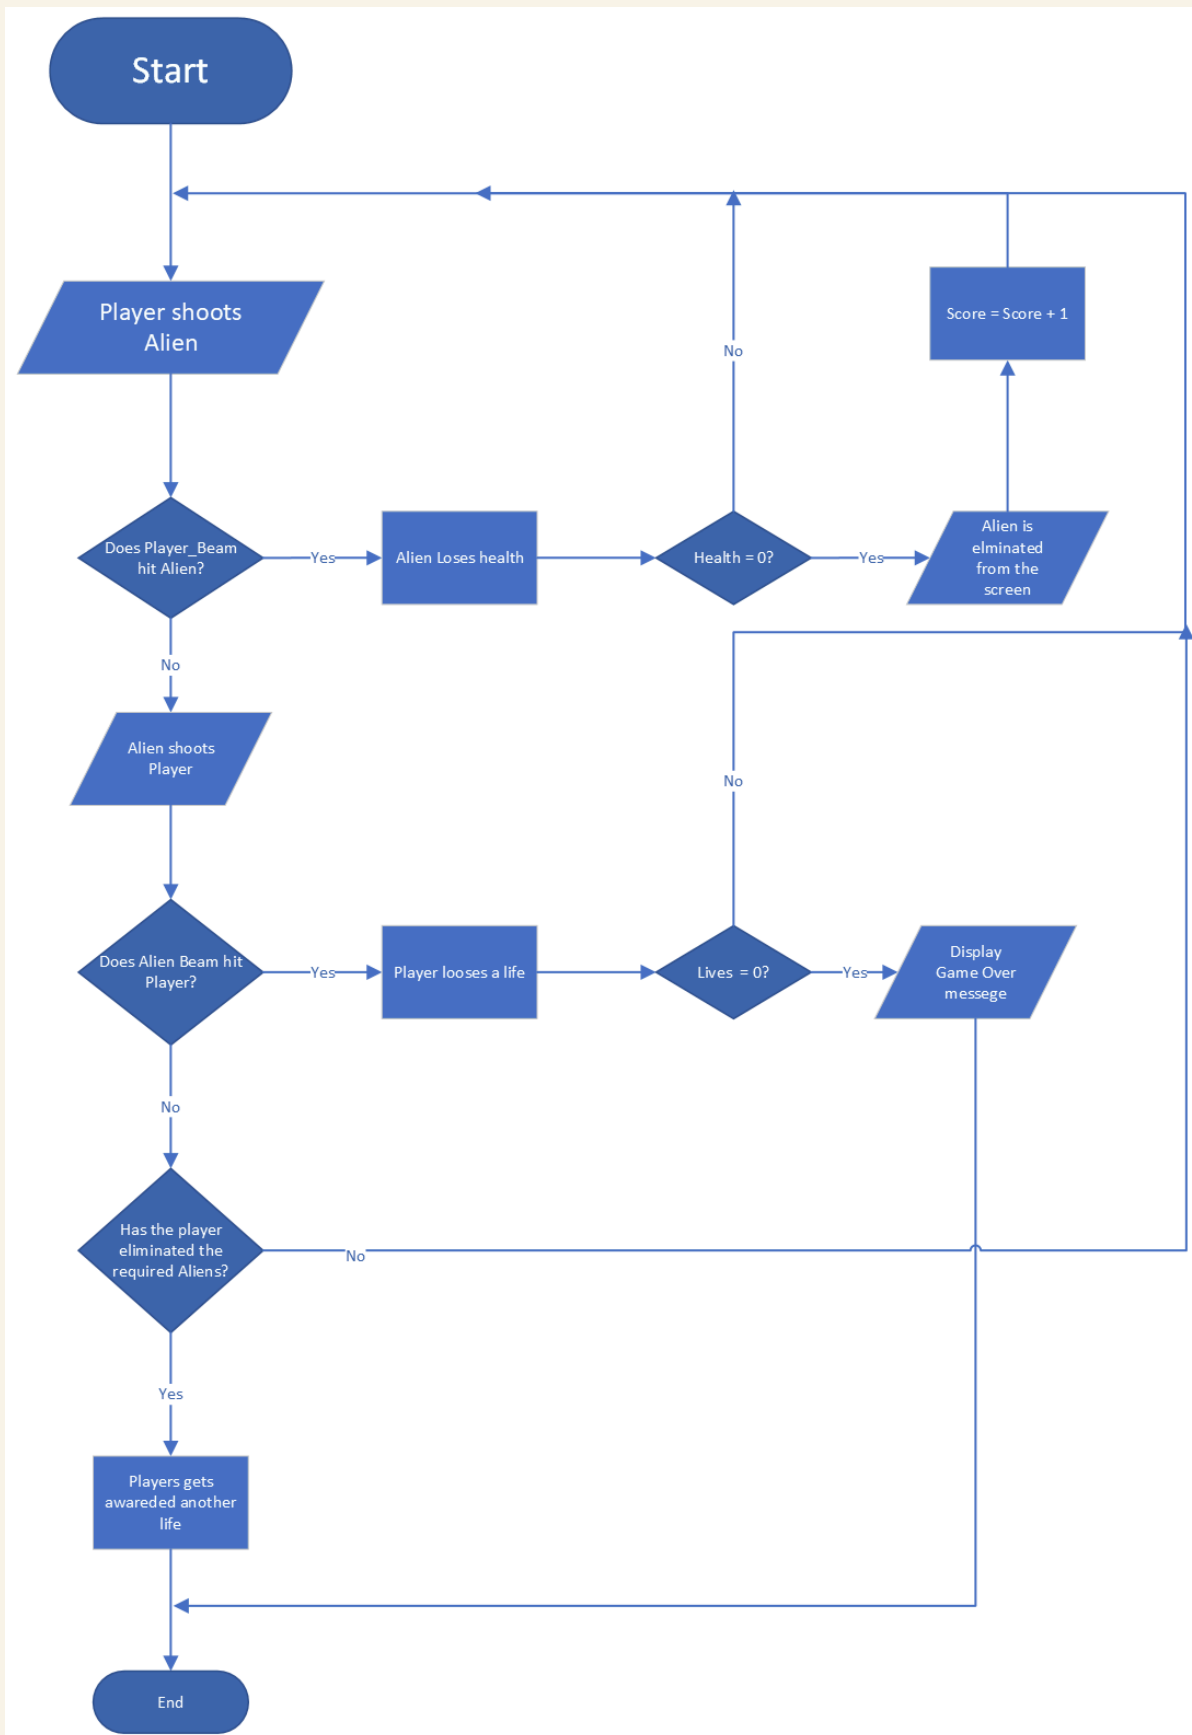 Start
Player shoots
Alien
Score = Score + 1
No
Does Player_Beam
hit Alien?
Yes
Alien Loses health
Health = 0?
Yes
Alien is
elminated
from the
screen
No
Alien shoots
Player
No
Does Alien Beam hit
Player?
Yes
Player looses a life
Lives = 0?
Yes
Display
Game Over
messege
No
Has the player
eliminated the
required Aliens?
No
Yes
Players gets
awareded another
life
End